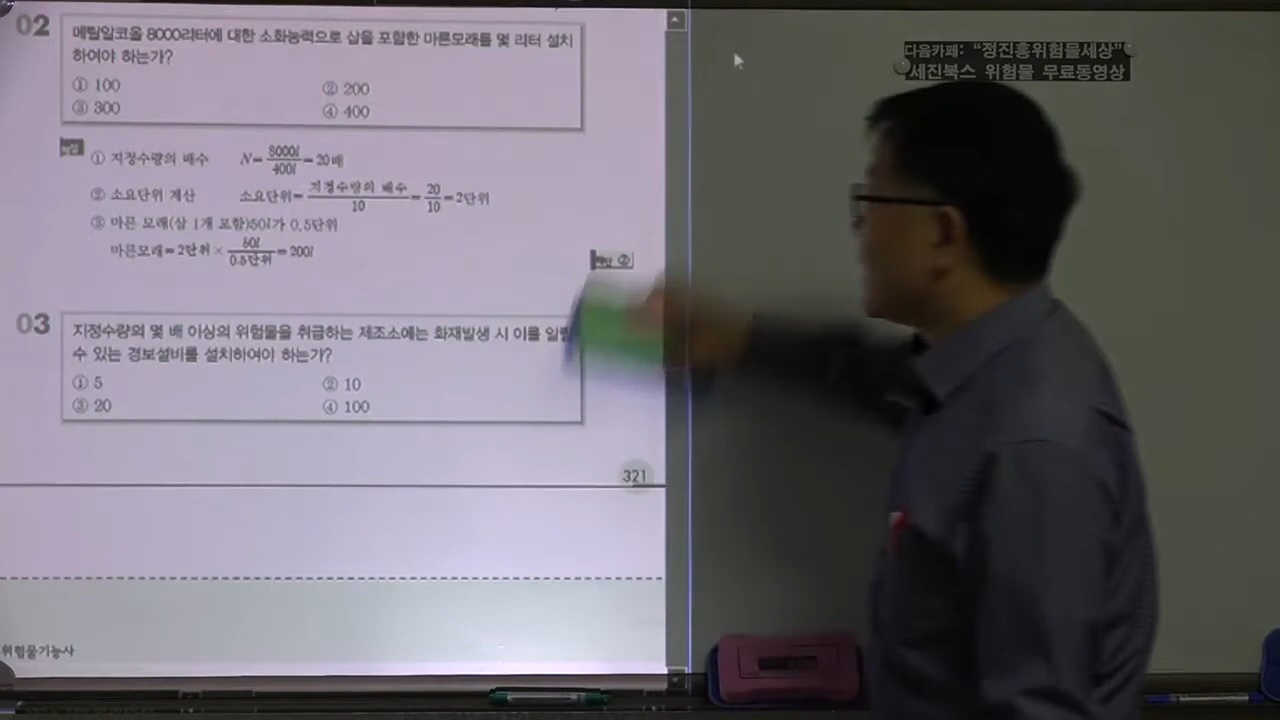 02
메틸알코올 8000리터에 대한 소화능력으로 삽을 포함한 마른모래를 몇 리터 설치
하여야 하는가?
① 100 ② 200
③ 300 ④ 400
① 지정수량의 배수 N=8000l/400l=20배
② 소요단위 계산 소요단위=지정수량의 배수/10=20/10=2단위
③ 마른 모래(삽 1개 포함)50l가 0.5단위
마른모래=2단위×50l/0.5단위=200l
②
03
지정수량의 몇 배 이상의 위험물을 취급하는 제조소에는 화재발생 시 이를 알릴
수 있는 경보설비를 설치하여야 하는가?
① 5 ② 10
③ 20 ④ 100
321
위험물기능사
다음카페: "정진홍위험물세상"
세진북스 위험물 무료동영상